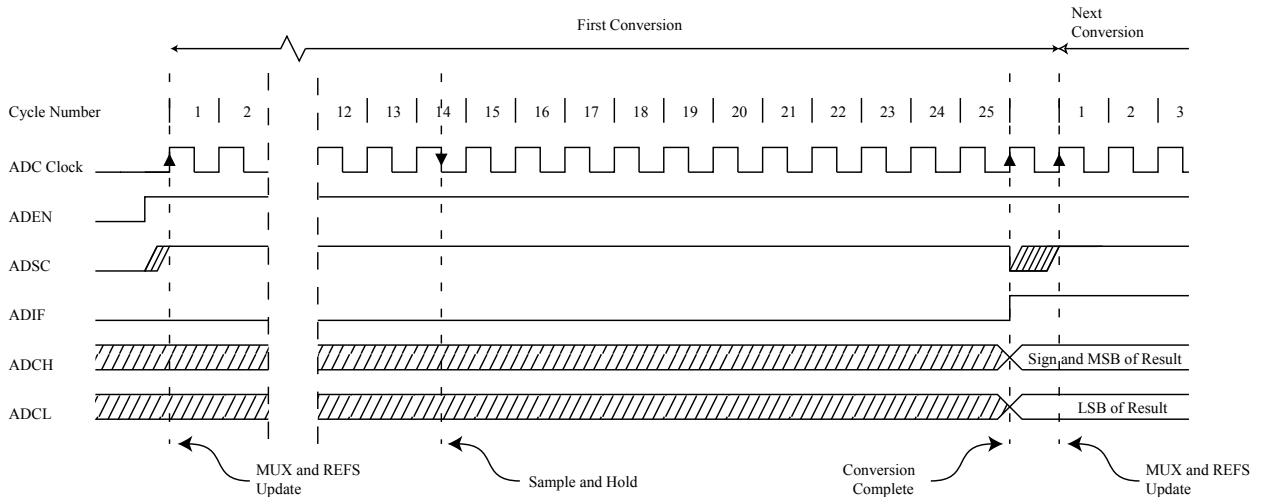 First Conversion
Next
Conversion
Cycle Number 1 2 12 13 14 15 16 17 18 19 20 21 22 23 24 25 1 2 3
ADC Clock
ADEN
ADSC
ADIF
ADCH Sign and MSB of Result
ADCL LSB of Result
MUX and REFS
Update
Sample and Hold
Conversion
Complete
MUX and REFS
Update